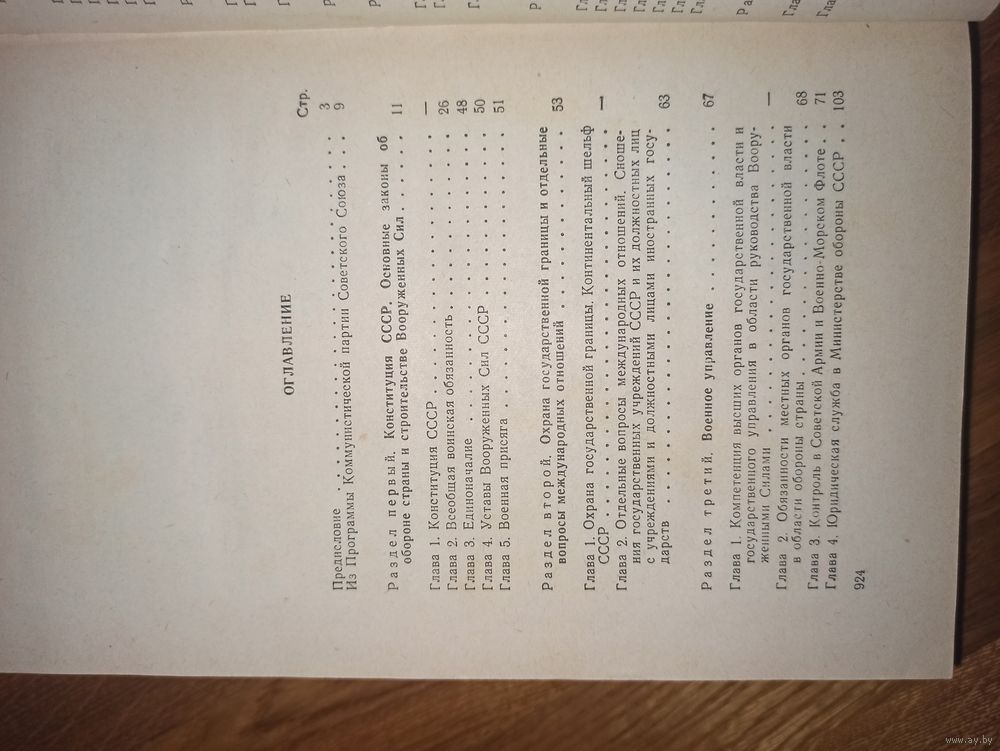 ОГЛАВЛЕНИЕ
Стр.
Предисловие . . . . . . . . . . . . . . . . . 3
Из Программы Коммунистической партии Советского Союза . . . . 9
Раздел первый. Конституция СССР. Основные законы об
обороне страны и строительстве Вооруженных Сил . . . . . . 11
Глава 1. Конституция СССР . . . . . . . . . . . . . . —
Глава 2. Всеобщая воинская обязанность . . . . . . . . . . 26
Глава 3. Единоначалие . . . . . . . . . . . . . . . . 48
Глава 4. Уставы Вооруженных Сил СССР . . . . . . . . . . 50
Глава 5. Военная присяга . . . . . . . . . . . . . . . 51
Раздел второй. Охрана государственной границы и отдельные
вопросы международных отношений . . . . . . . . . . . 53
Глава 1. Охрана государственной границы. Континентальный шельф
СССР . . . . . . . . . . . . . . . . . . . . —
Глава 2. Отдельные вопросы международных отношений. Сноше-
ния государственных учреждений СССР и их должностных лиц
с учреждениями и должностными лицами иностранных госу-
дарств . . . . . . . . . . . . . . . . . . . 63
Раздел третий. Военное управление . . . . . . . . . 67
Глава 1. Компетенция высших органов государственной власти и
государственного управления в области руководства Воору-
женными Силами . . . . . . . . . . . . . . . . —
Глава 2. Обязанности местных органов государственной власти
в области обороны страны . . . . . . . . . . . . . 68
Глава 3. Контроль в Советской Армии и Военно-Морском Флоте . . 71
Глава 4. Юридическая служба в Министерстве обороны СССР . . 103
924
www.ay.by